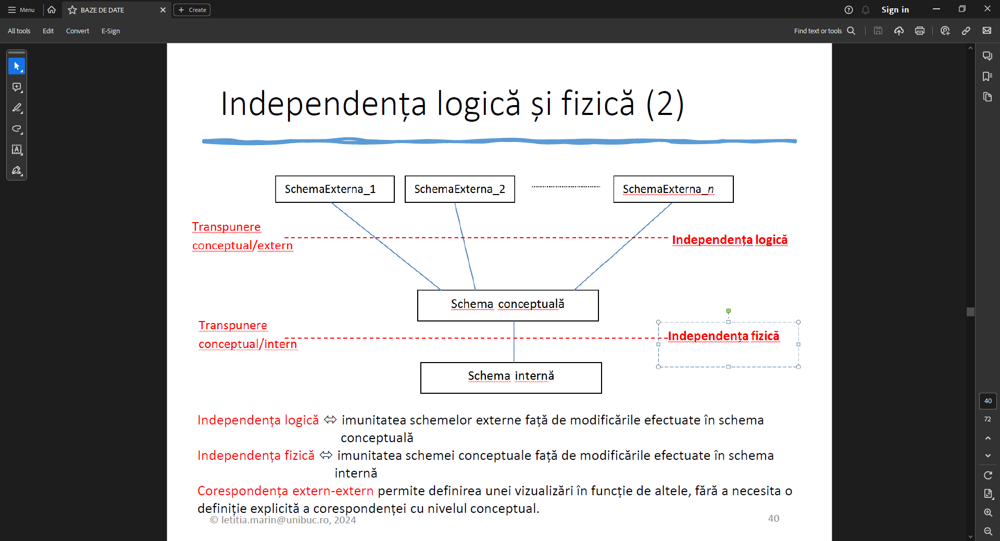 Menu
BAZE DE DATE
Create
Sign in
All tools
Edit
Convert
E-Sign
Find text or tools
Independența logică și fizică (2)
SchemaExterna_1
SchemaExterna_2
SchemaExterna_n
Transpunere
conceptual/extern
Independența logică
Schema conceptuală
Transpunere
conceptual/intern
Independența fizică
Schema internă
Independența logică ⇔ imunitatea schemelor externe față de modificările efectuate în schema
conceptuală
Independența fizică ⇔ imunitatea schemei conceptuale față de modificările efectuate în schema
internă
Corespondența extern-extern permite definirea unei vizualizări în funcție de altele, fără a necesita o
definiție explicită a corespondenței cu nivelul conceptual.
© letitia.marin@unibuc.ro, 2024
40
40
72